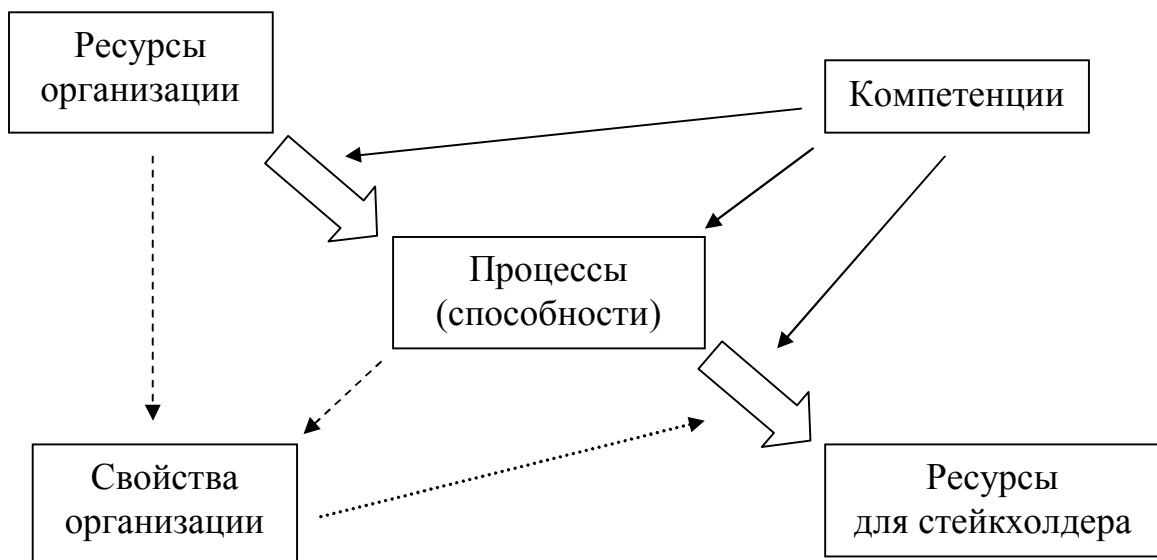 Ресурсы
организации
Компетенции
Процессы
(способности)
Свойства
организации
Ресурсы
для стейкхолдера